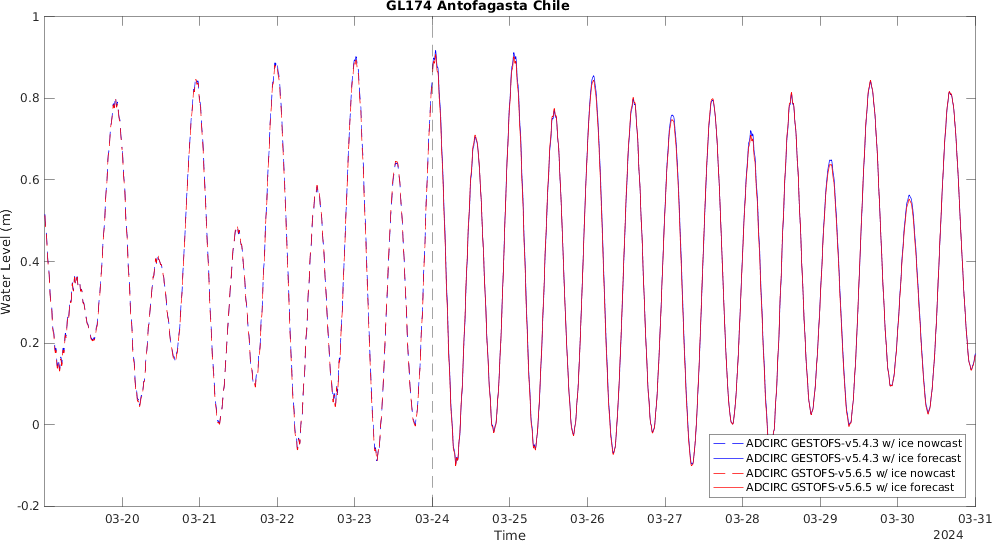 GL174 Antofagasta Chile
1
0.8
0.6
0.4
0.2
0
-0.2
Water Level (m)
ADCIRC GESTOFS-v5.4.3 w/ ice nowcast
ADCIRC GESTOFS-v5.4.3 w/ ice forecast
ADCIRC GSTOFS-v5.6.5 w/ ice nowcast
ADCIRC GSTOFS-v5.6.5 w/ ice forecast
03-20 03-21 03-22 03-23 03-24 03-25 03-26 03-27 03-28 03-29 03-30 03-31
Time
2024